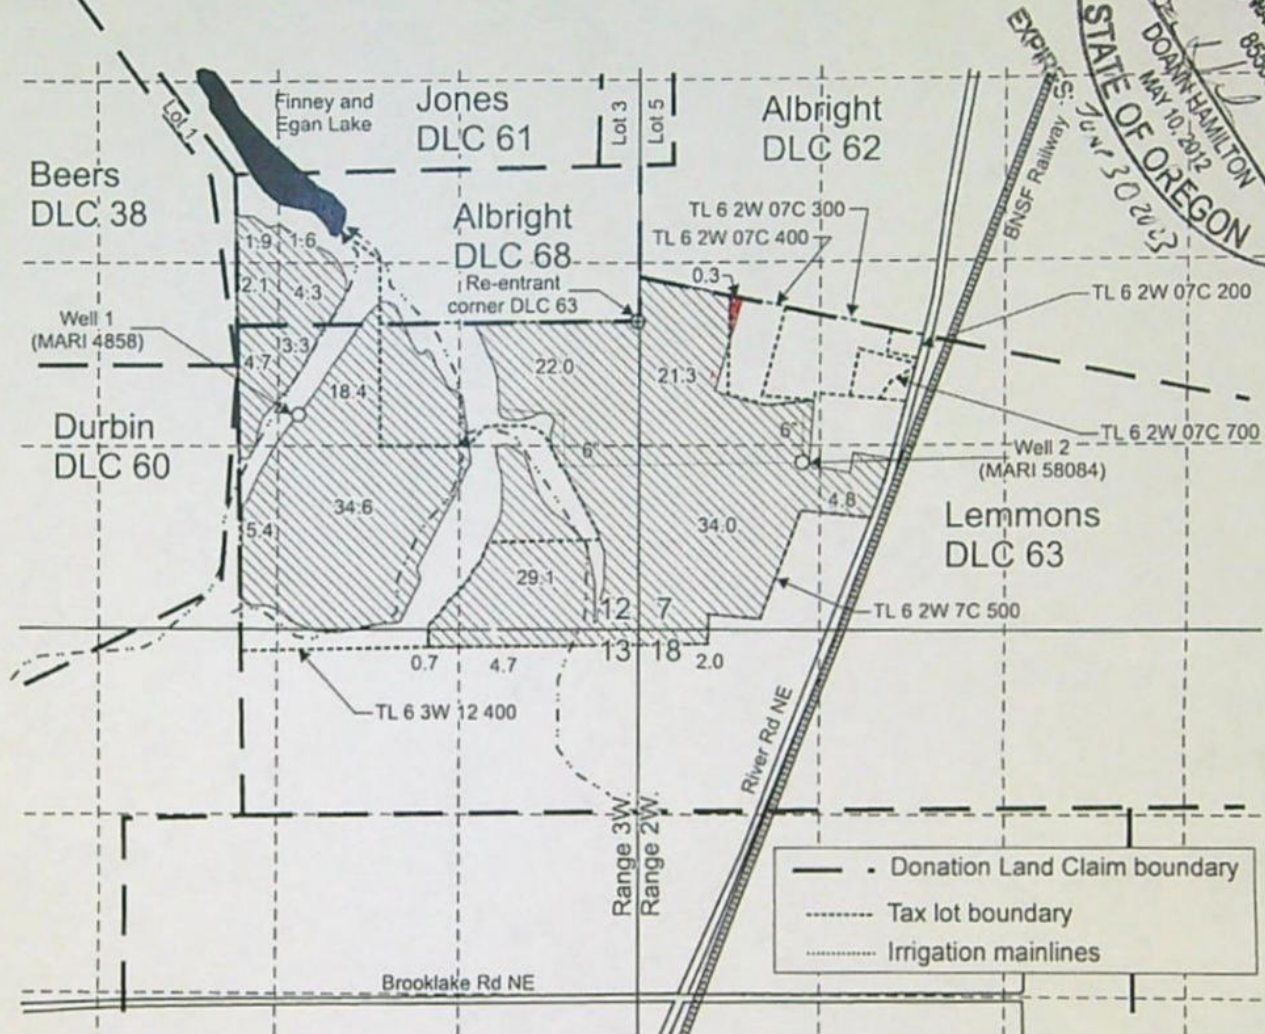 EXPIRES: June 30 2023
STATE OF OREGON
DOANN HAMILTON
MAY 10, 2012
Lot 1
Finney and
Egan Lake
Jones
DLC 61
Lot 3
Lot 5
Albright
DLC 62
BNSF Railway
Beers
DLC 38
Albright
DLC 68
TL 6 2W 07C 300
TL 6 2W 07C 400
1.9
1.6
Re-entrant
corner DLC 63
0.3
TL 6 2W 07C 200
2.1
4.3
Well 1
(MARI 4858)
3.3
4.7
18.4
22.0
21.3
Durbin
DLC 60
6"
6"
TL 6 2W 07C 700
Well 2
(MARI 58084)
5.4
34.6
34.0
4.8
Lemmons
DLC 63
29.1
12
7
TL 6 2W 7C 500
13
18
0.7
4.7
2.0
TL 6 3W 12 400
River Rd NE
Range 3W.
Range 2W.
Donation Land Claim boundary
Tax lot boundary
Irrigation mainlines
Brooklake Rd NE